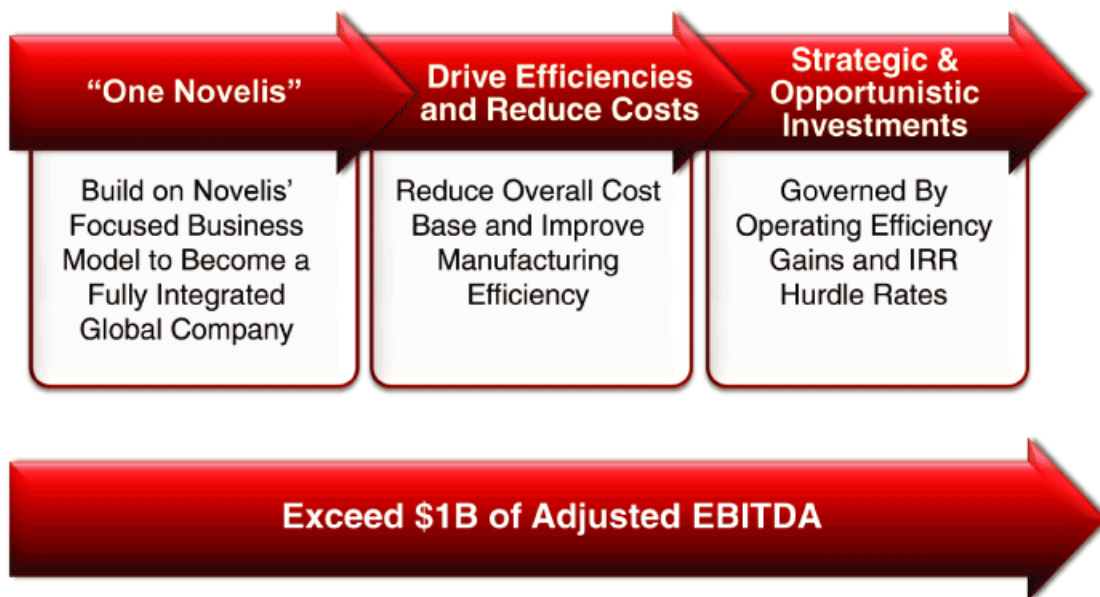 “One Novelis”
Drive Efficiencies
and Reduce Costs
Strategic &
Opportunistic
Investments
Build on Novelis’
Focused Business
Model to Become a
Fully Integrated
Global Company
Reduce Overall Cost
Base and Improve
Manufacturing
Efficiency
Governed By
Operating Efficiency
Gains and IRR
Hurdle Rates
Exceed $1B of Adjusted EBITDA